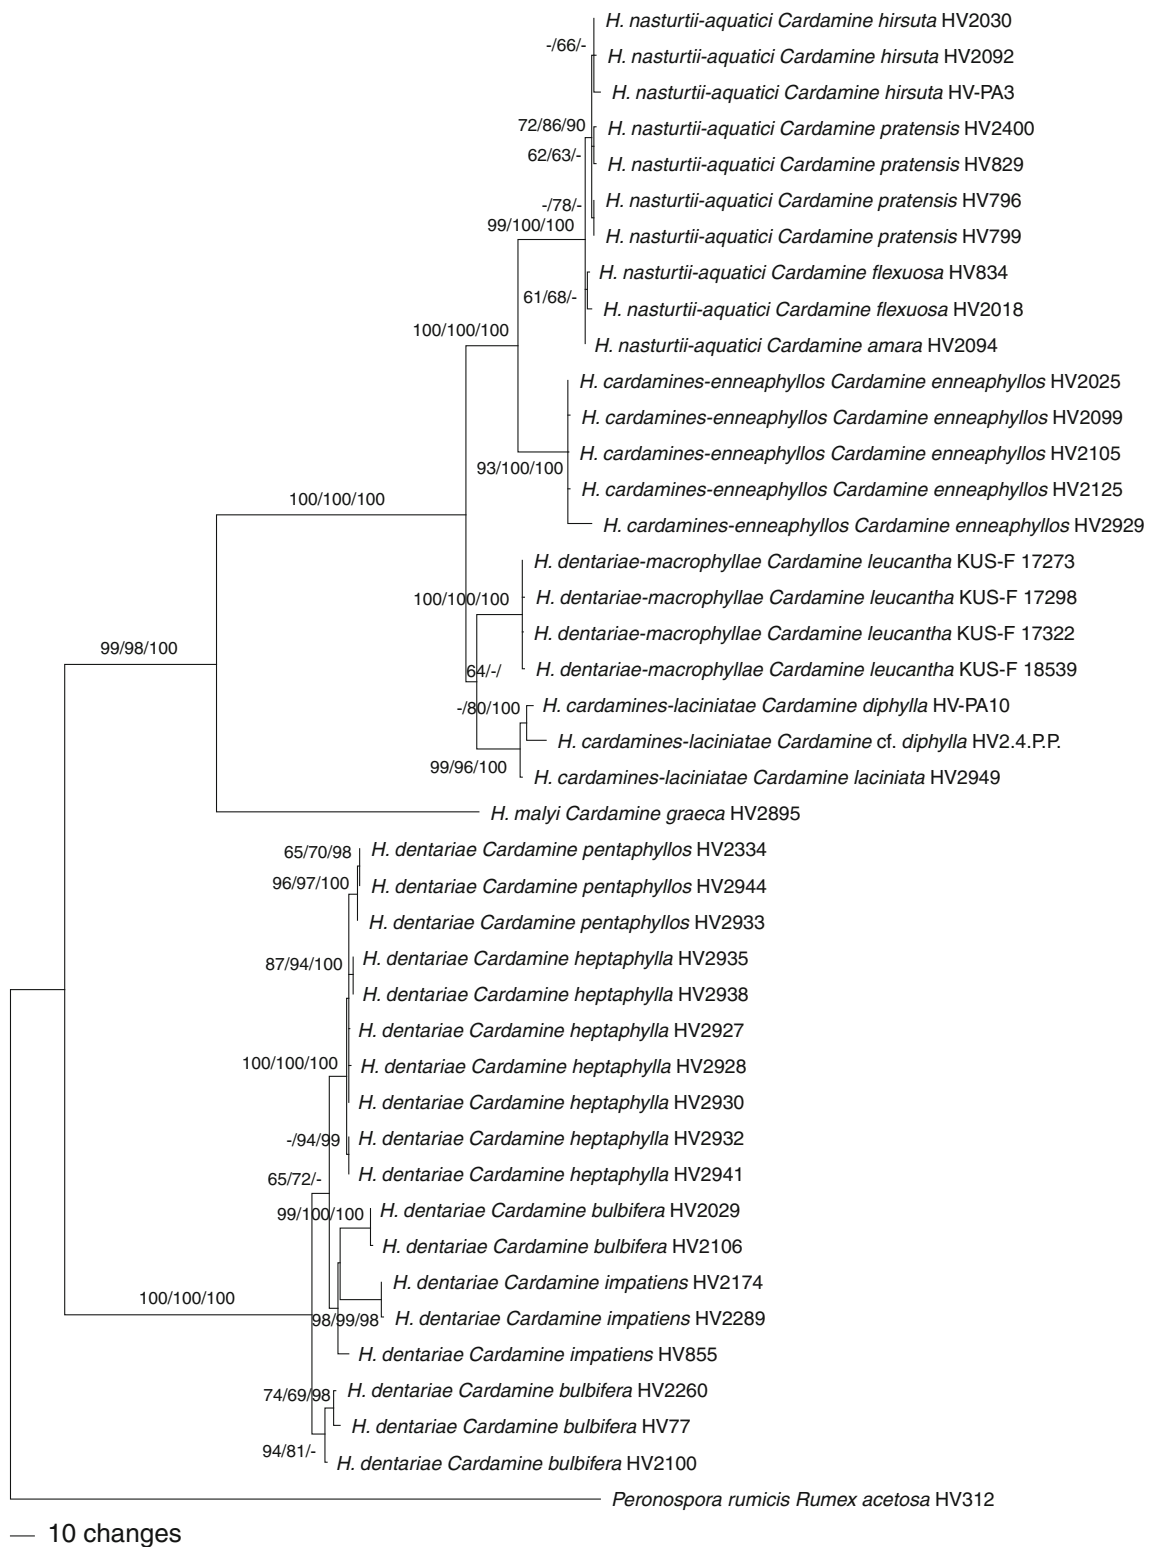 H. nasturtii-aquatici Cardamine hirsuta HV2030
-/66/-
H. nasturtii-aquatici Cardamine hirsuta HV2092
H. nasturtii-aquatici Cardamine hirsuta HV-PA3
72/86/90
H. nasturtii-aquatici Cardamine pratensis HV2400
62/63/-
H. nasturtii-aquatici Cardamine pratensis HV829
-/78/-
H. nasturtii-aquatici Cardamine pratensis HV796
99/100/100
H. nasturtii-aquatici Cardamine pratensis HV799
H. nasturtii-aquatici Cardamine flexuosa HV834
61/68/-
H. nasturtii-aquatici Cardamine flexuosa HV2018
100/100/100
H. nasturtii-aquatici Cardamine amara HV2094
H. cardamines-enneaphyllos Cardamine enneaphyllos HV2025
H. cardamines-enneaphyllos Cardamine enneaphyllos HV2099
H. cardamines-enneaphyllos Cardamine enneaphyllos HV2105
93/100/100
H. cardamines-enneaphyllos Cardamine enneaphyllos HV2125
100/100/100
H. cardamines-enneaphyllos Cardamine enneaphyllos HV2929
H. dentariae-macrophyllae Cardamine leucantha KUS-F 17273
100/100/100
H. dentariae-macrophyllae Cardamine leucantha KUS-F 17298
H. dentariae-macrophyllae Cardamine leucantha KUS-F 17322
99/98/100
64/-/
H. dentariae-macrophyllae Cardamine leucantha KUS-F 18539
-/80/100
H. cardamines-laciniatae Cardamine diphylla HV-PA10
H. cardamines-laciniatae Cardamine cf. diphylla HV2.4.P.P.
99/96/100
H. cardamines-laciniatae Cardamine laciniata HV2949
H. malyi Cardamine graeca HV2895
65/70/98
H. dentariae Cardamine pentaphyllos HV2334
96/97/100
H. dentariae Cardamine pentaphyllos HV2944
H. dentariae Cardamine pentaphyllos HV2933
87/94/100
H. dentariae Cardamine heptaphylla HV2935
H. dentariae Cardamine heptaphylla HV2938
H. dentariae Cardamine heptaphylla HV2927
100/100/100
H. dentariae Cardamine heptaphylla HV2928
H. dentariae Cardamine heptaphylla HV2930
-/94/99
H. dentariae Cardamine heptaphylla HV2932
H. dentariae Cardamine heptaphylla HV2941
65/72/-
99/100/100
H. dentariae Cardamine bulbifera HV2029
H. dentariae Cardamine bulbifera HV2106
H. dentariae Cardamine impatiens HV2174
100/100/100
98/99/98
H. dentariae Cardamine impatiens HV2289
H. dentariae Cardamine impatiens HV855
74/69/98
H. dentariae Cardamine bulbifera HV2260
H. dentariae Cardamine bulbifera HV77
94/81/-
H. dentariae Cardamine bulbifera HV2100
Peronospora rumicis Rumex acetosa HV312
10 changes